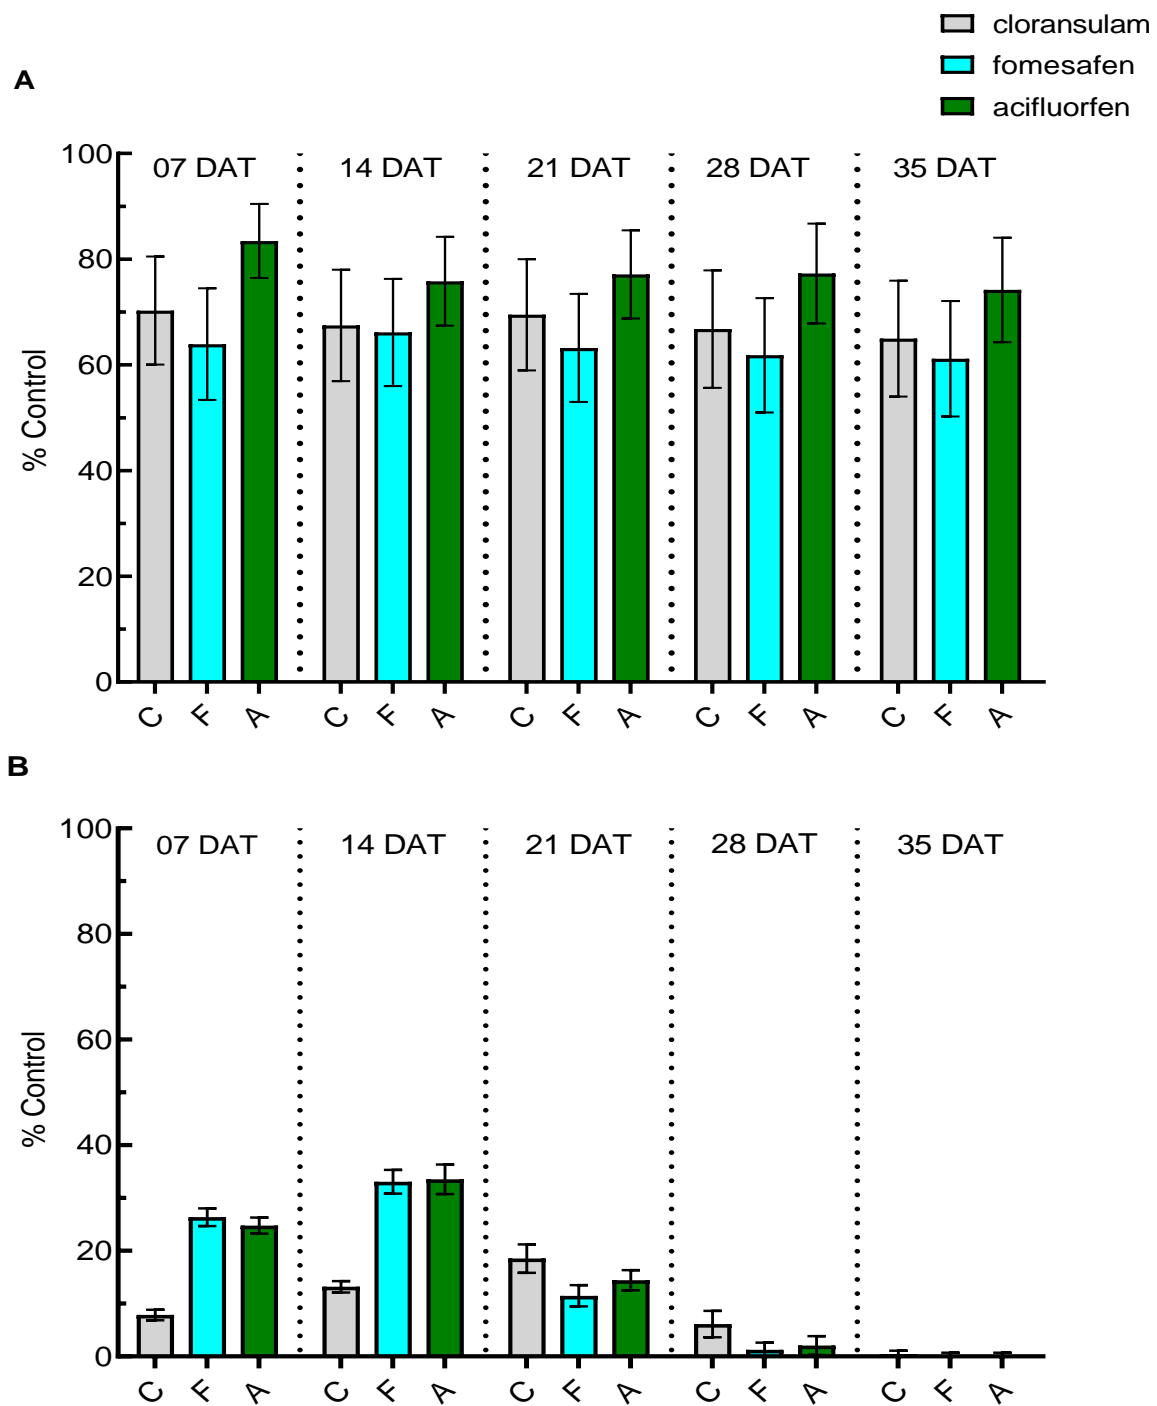 cloransulam
fomesafen
acifluorfen
A
100
80
60
40
20
0
% Control
07 DAT
14 DAT
21 DAT
28 DAT
35 DAT
C F A C F A C F A C F A C F A
B
100
80
60
40
20
0
% Control
07 DAT
14 DAT
21 DAT
28 DAT
35 DAT
C F A C F A C F A C F A C F A